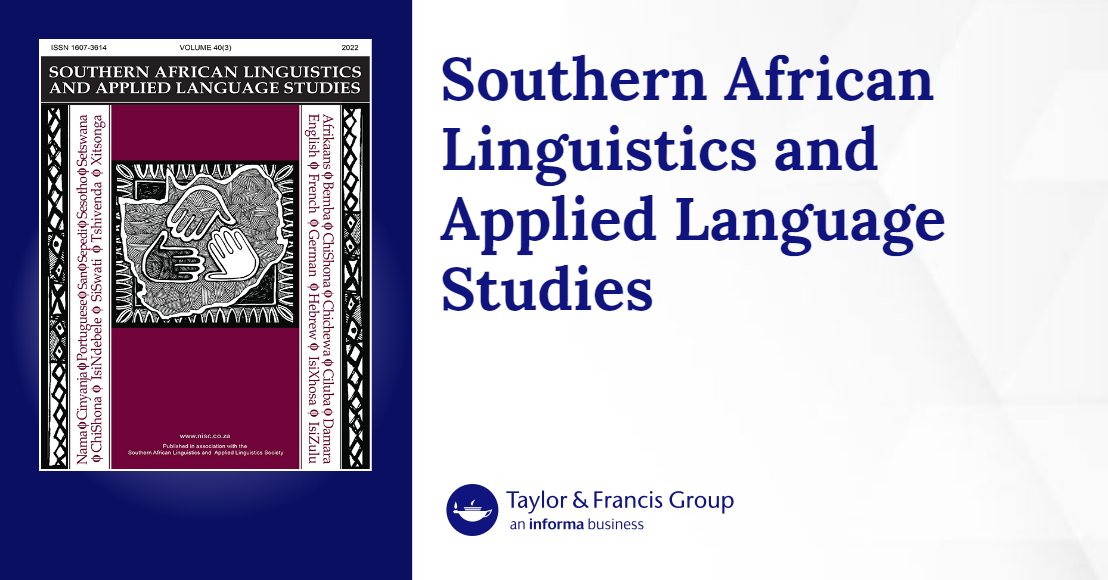 ISSN 1607-3614 VOLUME 40(3) 2022
SOUTHERN AFRICAN LINGUISTICS
AND APPLIED LANGUAGE STUDIES
Nama ϕ Cinyanja ϕ Portuguese ϕ San ϕ Sepedi ϕ Sesotho ϕ Setswana
ϕ ChiShona ϕ IsiNdebele ϕ SiSwati ϕ Tshivenda ϕ Xitsonga
Afrikaans ϕ Bemba ϕ ChiShona ϕ Chichewa ϕ Ciluba ϕ Damara
English ϕ French ϕ German ϕ Hebrew ϕ IsiXhosa ϕ IsiZulu
www.nisc.co.za
Published in association with the
Southern African Linguistics and Applied Linguistics Society
Southern African
Linguistics and
Applied Language
Studies
Taylor & Francis Group
an informa business